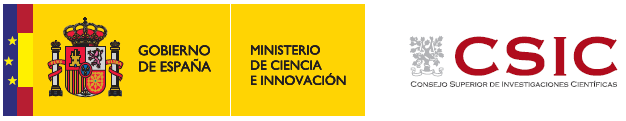 GOBIERNO
DE ESPAÑA
MINISTERIO
DE CIENCIA
E INNOVACIÓN
CSIC
CONSEJO SUPERIOR DE INVESTIGACIONES CIENTÍFICAS